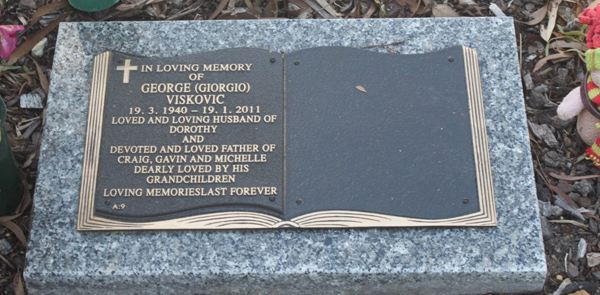 IN LOVING MEMORY
OF
GEORGE (GIORGIO)
VISKOVIC
19. 3. 1940 – 19. 1. 2011
LOVED AND LOVING HUSBAND OF
DOROTHY
AND
DEVOTED AND LOVED FATHER OF
CRAIG, GAVIN AND MICHELLE
DEARLY LOVED BY HIS
GRANDCHILDREN
LOVING MEMORIESLAST FOREVER
A:9